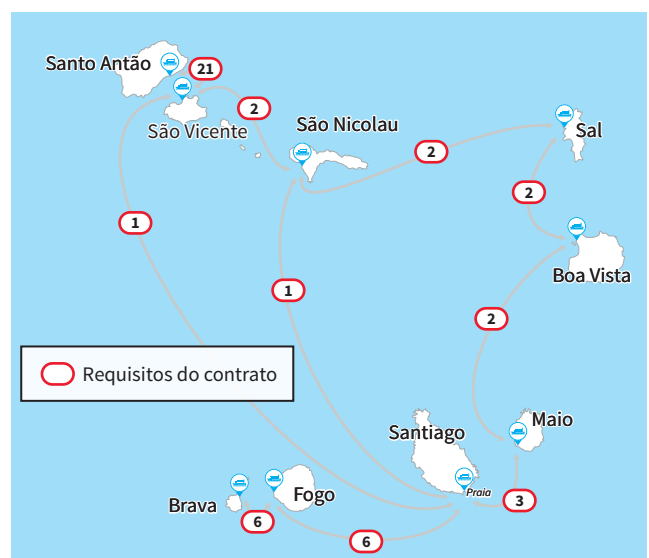 Santo Antão
21
São Vicente
2
São Nicolau
2
Sal
2
1
Boa Vista
1
2
Requisitos do contrato
Santiago
Maio
Praia
3
Brava
Fogo
6
6